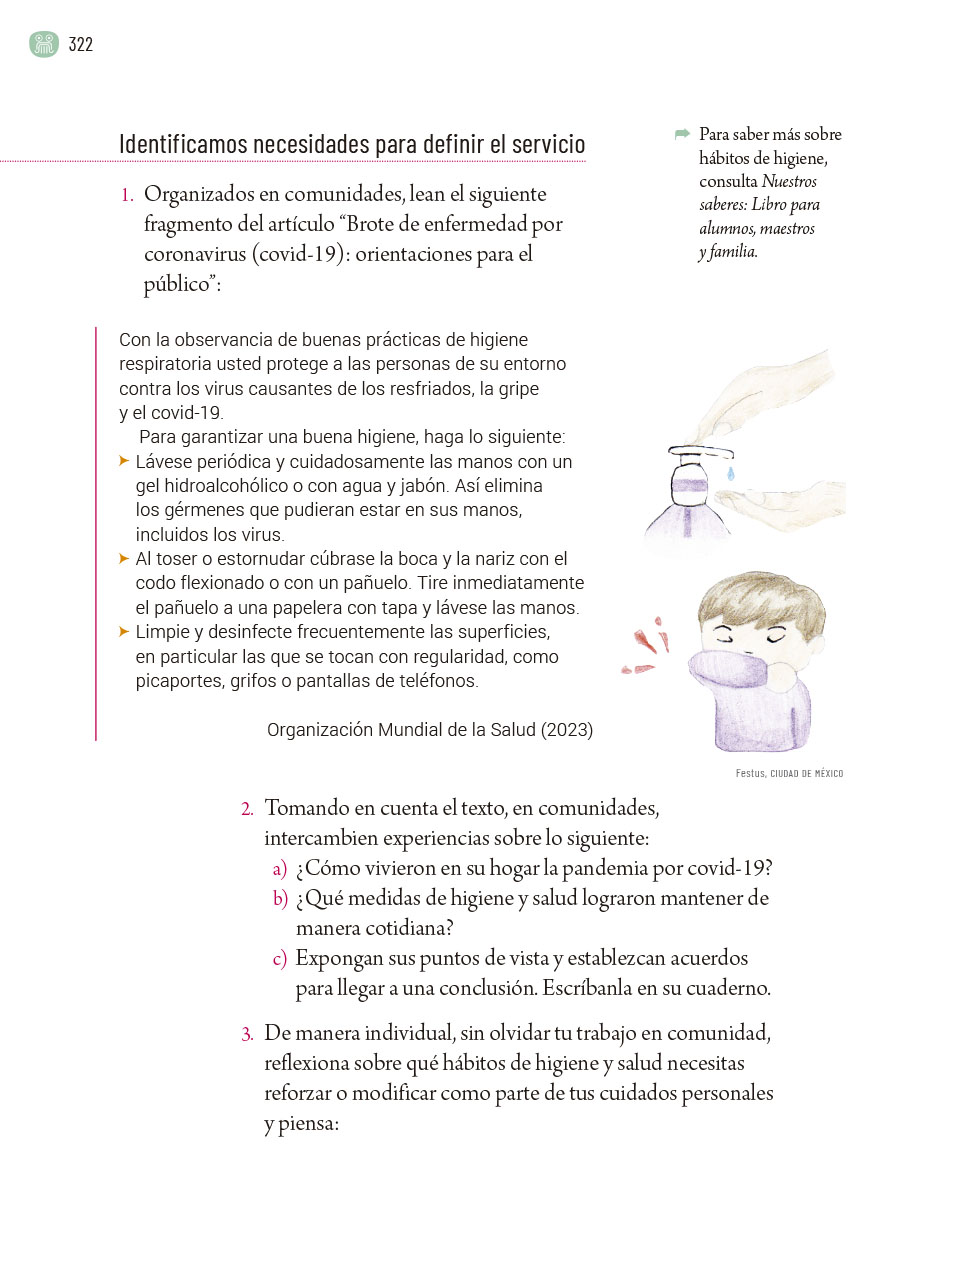 322
Identificamos necesidades para definir el servicio
1. Organizados en comunidades, lean el siguiente
fragmento del artículo “Brote de enfermedad por
coronavirus (covid-19): orientaciones para el
público”:
Para saber más sobre
hábitos de higiene,
consulta Nuestros
saberes: Libro para
alumnos, maestros
y familia.
Con la observancia de buenas prácticas de higiene
respiratoria usted protege a las personas de su entorno
contra los virus causantes de los resfriados, la gripe
y el covid-19.
Para garantizar una buena higiene, haga lo siguiente:
➤ Lávese periódica y cuidadosamente las manos con un
gel hidroalcohólico o con agua y jabón. Así elimina
los gérmenes que pudieran estar en sus manos,
incluidos los virus.
➤ Al toser o estornudar cúbrase la boca y la nariz con el
codo flexionado o con un pañuelo. Tire inmediatamente
el pañuelo a una papelera con tapa y lávese las manos.
➤ Limpie y desinfecte frecuentemente las superficies,
en particular las que se tocan con regularidad, como
picaportes, grifos o pantallas de teléfonos.
Organización Mundial de la Salud (2023)
Festus, CIUDAD DE MÉXICO
2. Tomando en cuenta el texto, en comunidades,
intercambien experiencias sobre lo siguiente:
a) ¿Cómo vivieron en su hogar la pandemia por covid-19?
b) ¿Qué medidas de higiene y salud lograron mantener de
manera cotidiana?
c) Expongan sus puntos de vista y establezcan acuerdos
para llegar a una conclusión. Escríbanla en su cuaderno.
3. De manera individual, sin olvidar tu trabajo en comunidad,
reflexiona sobre qué hábitos de higiene y salud necesitas
reforzar o modificar como parte de tus cuidados personales
y piensa: